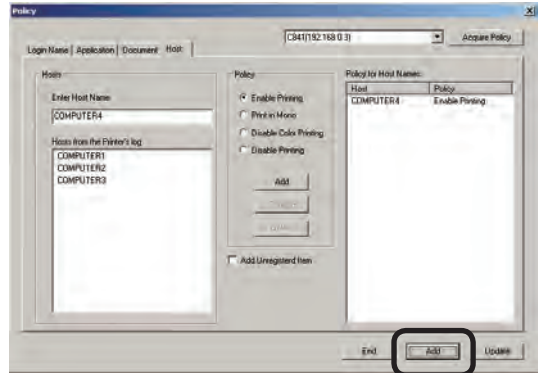 Policy
C841(192.168.0.3)
Acquire Policy
Login Name
Application
Document
Host
Hosts
Enter Host Name
COMPUTER4
Hosts from the Printer's log
COMPUTER1
COMPUTER2
COMPUTER3
Policy
Enable Printing
Print in Mono
Disable Color Printing
Disable Printing
Add
Add Unregisterd Item
Policy for Host Names:
Host Policy
COMPUTER4 Enable Printing
End
Add
Update